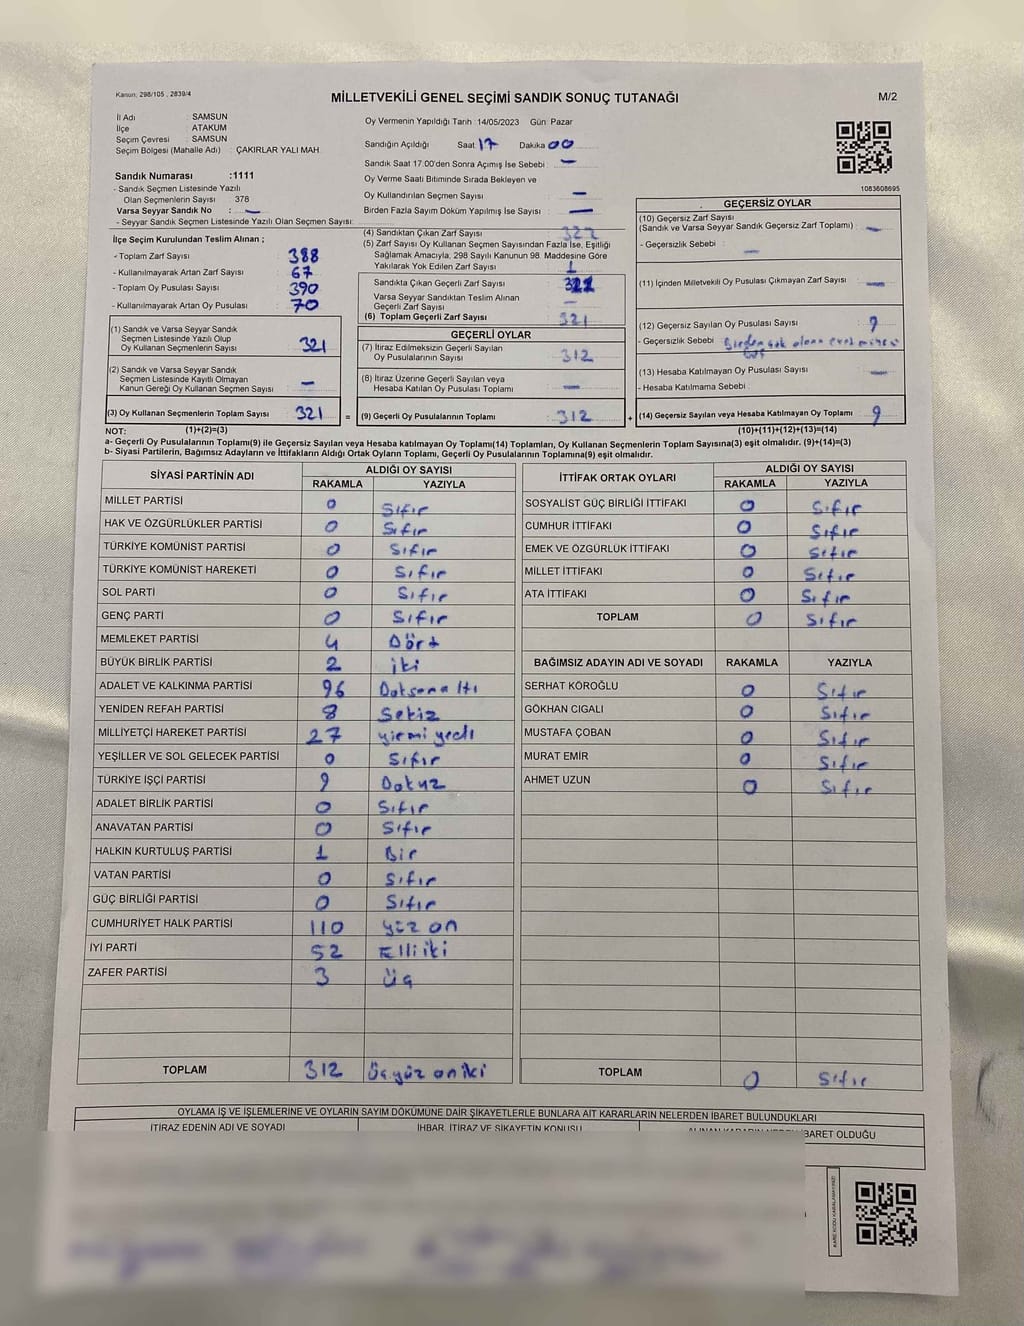 Kanun; 298/105 , 2839/4
MİLLETVEKİLİ GENEL SEÇİMİ SANDIK SONUÇ TUTANAĞI
M/2
İl Adı : SAMSUN
İlçe : ATAKUM
Seçim Çevresi : SAMSUN
Seçim Bölgesi (Mahalle Adı) : ÇAKIRLAR YALI MAH.
Sandık Numarası :1111
- Sandık Seçmen Listesinde Yazılı
Olan Seçmenlerin Sayısı : 378
Varsa Seyyar Sandık No : –
- Seyyar Sandık Seçmen Listesinde Yazılı Olan Seçmen Sayısı:
İlçe Seçim Kurulundan Teslim Alınan ;
- Toplam Zarf Sayısı : 388
- Kullanılmayarak Artan Zarf Sayısı : 67
- Toplam Oy Pusulası Sayısı : 390
- Kullanılmayarak Artan Oy Pusulası : 70
Oy Vermenin Yapıldığı Tarih :14/05/2023 Gün :Pazar
Sandığın Açıldığı Saat: 17 Dakika: 00
Sandık Saat 17:00'den Sonra Açımış İse Sebebi : –
Oy Verme Saati Bitiminde Sırada Bekleyen ve
Oy Kullandırılan Seçmen Sayısı : –
Birden Fazla Sayım Döküm Yapılmış İse Sayısı : –
(4) Sandıktan Çıkan Zarf Sayısı : 322
(5) Zarf Sayısı Oy Kullanan Seçmen Sayısından Fazla İse, Eşitliği
Sağlamak Amacıyla, 298 Sayılı Kanunun 98. Maddesine Göre
Yakılarak Yok Edilen Zarf Sayısı : 1
Sandıkta Çıkan Geçerli Zarf Sayısı : 321
Varsa Seyyar Sandıktan Teslim Alınan
Geçerli Zarf Sayısı : –
(6) Toplam Geçerli Zarf Sayısı : 321
1083608695
GEÇERSİZ OYLAR
(10) Geçersiz Zarf Sayısı
(Sandık ve Varsa Seyyar Sandık Geçersiz Zarf Toplamı) : –
- Geçersizlik Sebebi : –
(11) İçinden Milletvekili Oy Pusulası Çıkmayan Zarf Sayısı : –
(12) Geçersiz Sayılan Oy Pusulası Sayısı : 9
- Geçersizlik Sebebi : Birden çok olan evet mührü
(13) Hesaba Katılmayan Oy Pusulası Sayısı : –
- Hesaba Katılmama Sebebi :
(14) Geçersiz Sayılan veya Hesaba Katılmayan Oy Toplamı : 9
(1) Sandık ve Varsa Seyyar Sandık
Seçmen Listesinde Yazılı Olup
Oy Kullanan Seçmenlerin Sayısı : 321
(2) Sandık ve Varsa Seyyar Sandık
Seçmen Listesinde Kayıtlı Olmayan
Kanun Gereği Oy Kullanan Seçmen Sayısı : –
(3) Oy Kullanan Seçmenlerin Toplam Sayısı : 321 =
GEÇERLİ OYLAR
(7) İtiraz Edilmeksizin Geçerli Sayılan
Oy Pusulalarının Sayısı : 312
(8) İtiraz Üzerine Geçerli Sayılan veya
Hesaba Katılan Oy Pusulası Toplamı : –
(9) Geçerli Oy Pusulalarının Toplamı : 312 +
NOT: (1)+(2)=(3) (10)+(11)+(12)+(13)=(14)
a- Geçerli Oy Pusulalarının Toplamı(9) ile Geçersiz Sayılan veya Hesaba katılmayan Oy Toplamı(14) Toplamları, Oy Kullanan Seçmenlerin Toplam Sayısına(3) eşit olmalıdır. (9)+(14)=(3)
b- Siyasi Partilerin, Bağımsız Adayların ve İttifakların Aldığı Ortak Oyların Toplamı, Geçerli Oy Pusulalarının Toplamına(9) eşit olmalıdır.
SİYASİ PARTİNİN ADI ALDIĞI OY SAYISI
RAKAMLA YAZIYLA
MİLLET PARTİSİ 0 Sıfır
HAK VE ÖZGÜRLÜKLER PARTİSİ 0 Sıfır
TÜRKİYE KOMÜNİST PARTİSİ 0 Sıfır
TÜRKİYE KOMÜNİST HAREKETİ 0 Sıfır
SOL PARTİ 0 Sıfır
GENÇ PARTİ 0 Sıfır
MEMLEKET PARTİSİ 4 Dört
BÜYÜK BİRLİK PARTİSİ 2 iki
ADALET VE KALKINMA PARTİSİ 96 Doksanaltı
YENİDEN REFAH PARTİSİ 8 Sekiz
MİLLİYETÇİ HAREKET PARTİSİ 27 yirmi yedi
YEŞİLLER VE SOL GELECEK PARTİSİ 0 Sıfır
TÜRKİYE İŞÇİ PARTİSİ 9 Dokuz
ADALET BİRLİK PARTİSİ 0 Sıfır
ANAVATAN PARTİSİ 0 Sıfır
HALKIN KURTULUŞ PARTİSİ 1 Bir
VATAN PARTİSİ 0 Sıfır
GÜÇ BİRLİĞİ PARTİSİ 0 Sıfır
CUMHURİYET HALK PARTİSİ 110 yüz on
İYİ PARTİ 52 Elli iki
ZAFER PARTİSİ 3 üç
TOPLAM 312 üçyüz oniki
İTTİFAK ORTAK OYLARI ALDIĞI OY SAYISI
RAKAMLA YAZIYLA
SOSYALİST GÜÇ BİRLİĞİ İTTİFAKI 0 Sıfır
CUMHUR İTTİFAKI 0 Sıfır
EMEK VE ÖZGÜRLÜK İTTİFAKI 0 Sıfır
MİLLET İTTİFAKI 0 Sıfır
ATA İTTİFAKI 0 Sıfır
TOPLAM 0 Sıfır
BAĞIMSIZ ADAYIN ADI VE SOYADI RAKAMLA YAZIYLA
SERHAT KÖROĞLU 0 Sıfır
GÖKHAN CIGALI 0 Sıfır
MUSTAFA ÇOBAN 0 Sıfır
MURAT EMİR 0 Sıfır
AHMET UZUN 0 Sıfır
TOPLAM 0 Sıfır
OYLAMA İŞ VE İŞLEMLERİNE VE OYLARIN SAYIM DÖKÜMÜNE DAİR ŞİKAYETLERLE BUNLARA AİT KARARLARIN NELERDEN İBARET BULUNDUKLARI
İTİRAZ EDENİN ADI VE SOYADI İHBAR, İTİRAZ VE ŞİKAYETİN KONUSU ALINAN KARARIN NEDEN İBARET OLDUĞU
KARE KODU KARALAMAYINIZ!